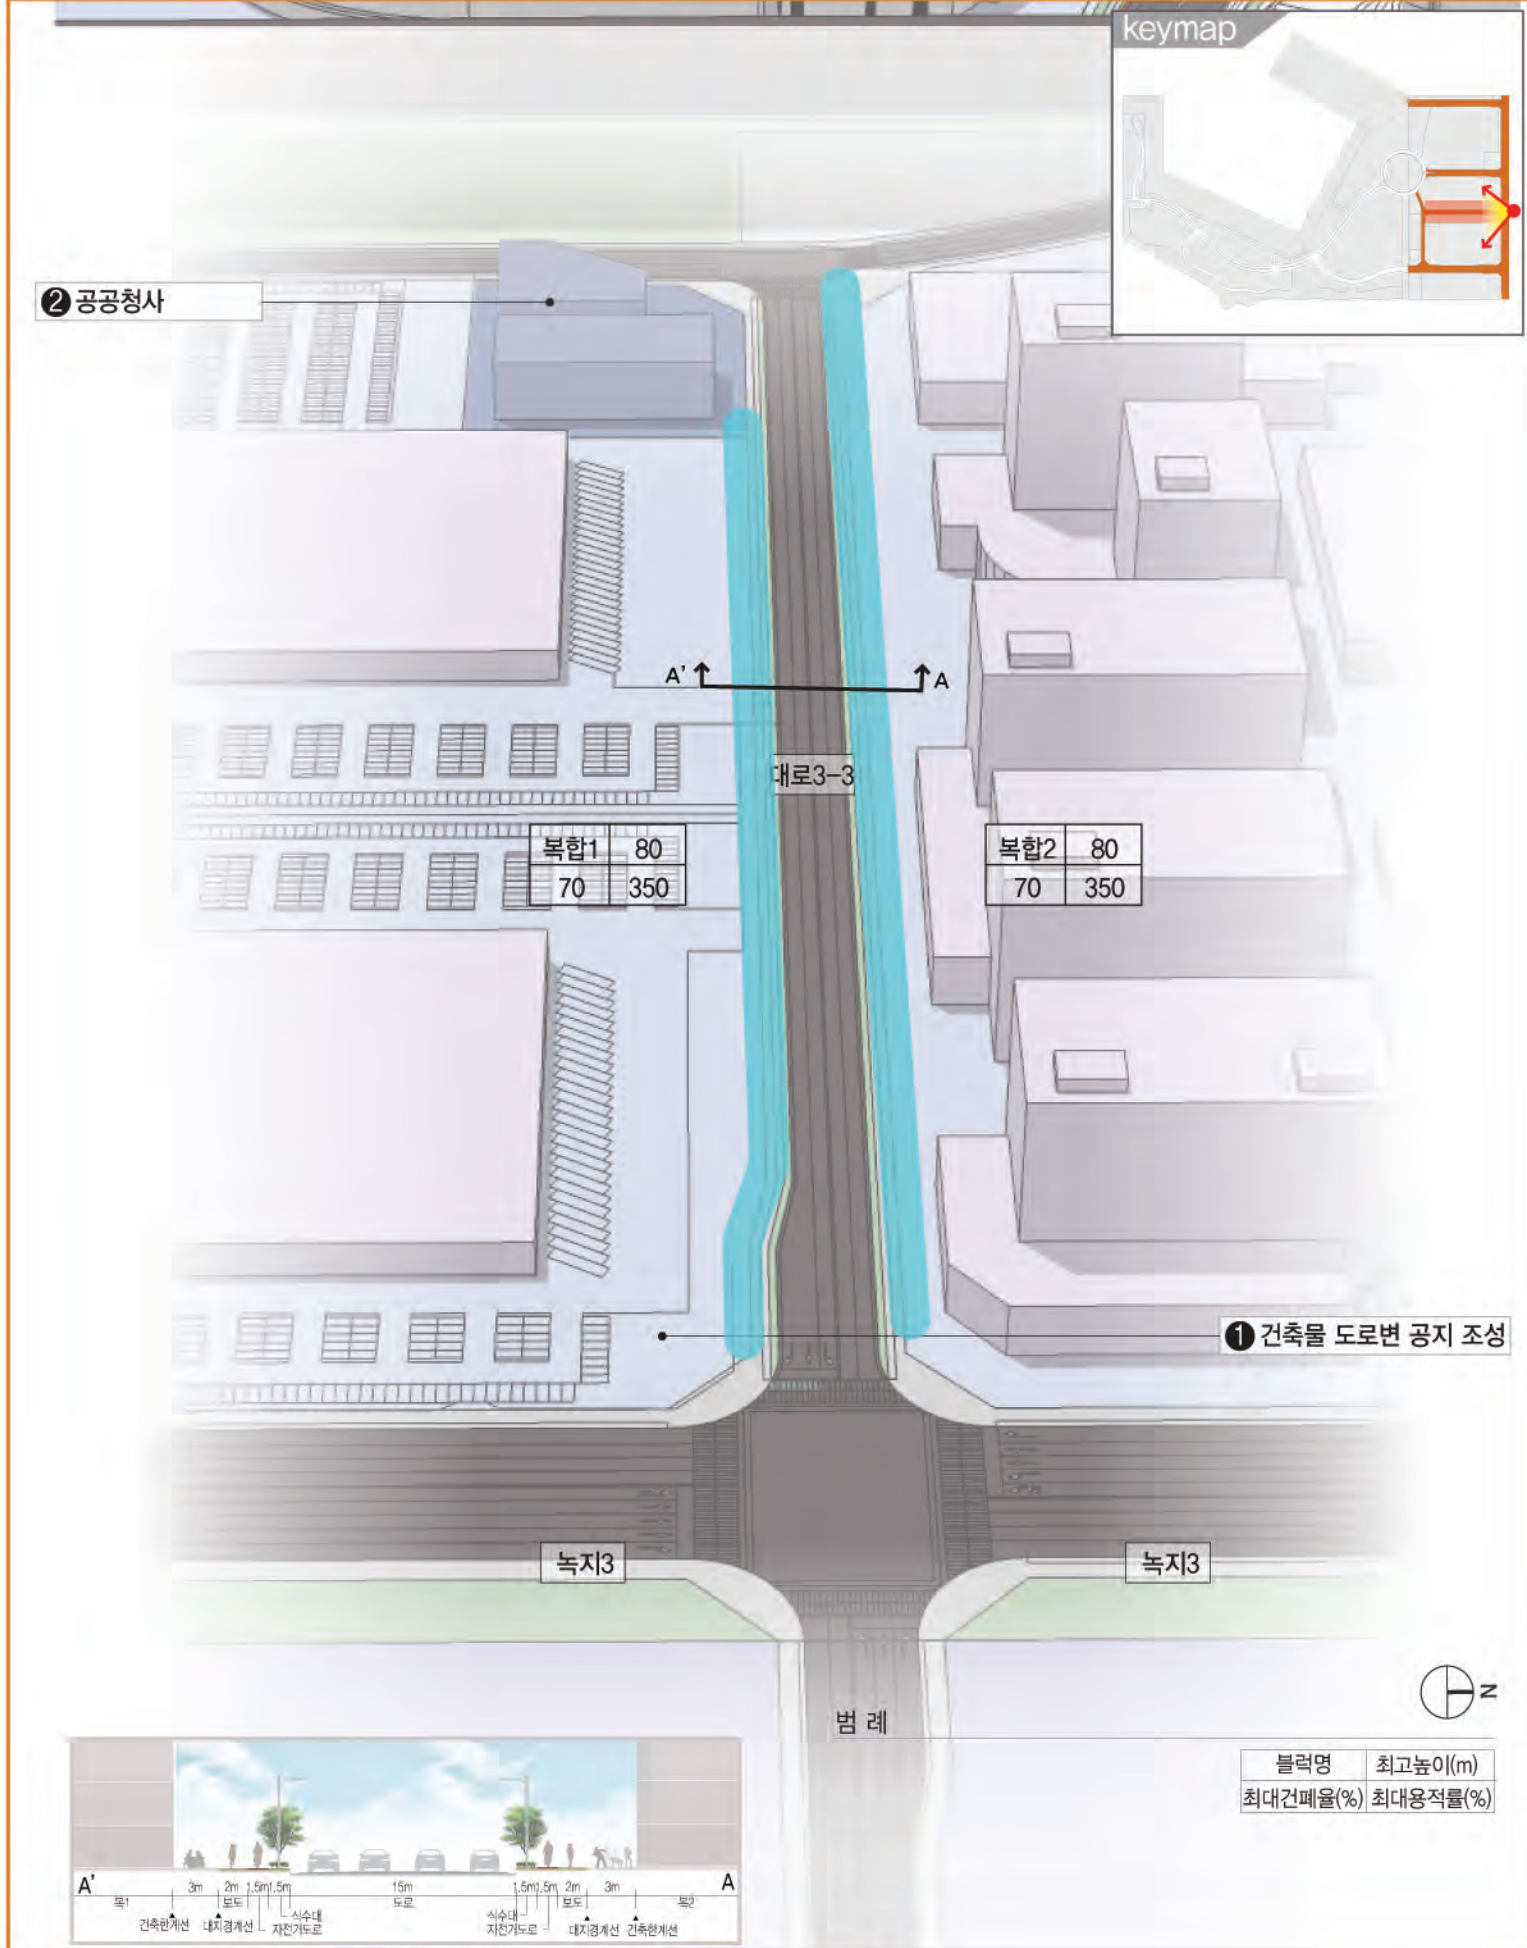 keymap
❷ 공공청사
A' A
대로3-3
복합1 80
70 350
복합2 80
70 350
❶ 건축물 도로변 공지 조성
녹지3
녹지3
N
범 례
블럭명 최고높이(m)
최대건폐율(%) 최대용적률(%)
A' A
3m 2m 1.5m 1.5m 15m 1.5m 1.5m 2m 3m
복1 보도 도로 보도 복2
건축한계선 대지경계선 식수대 자전거도로 식수대 자전거도로 대지경계선 건축한계선